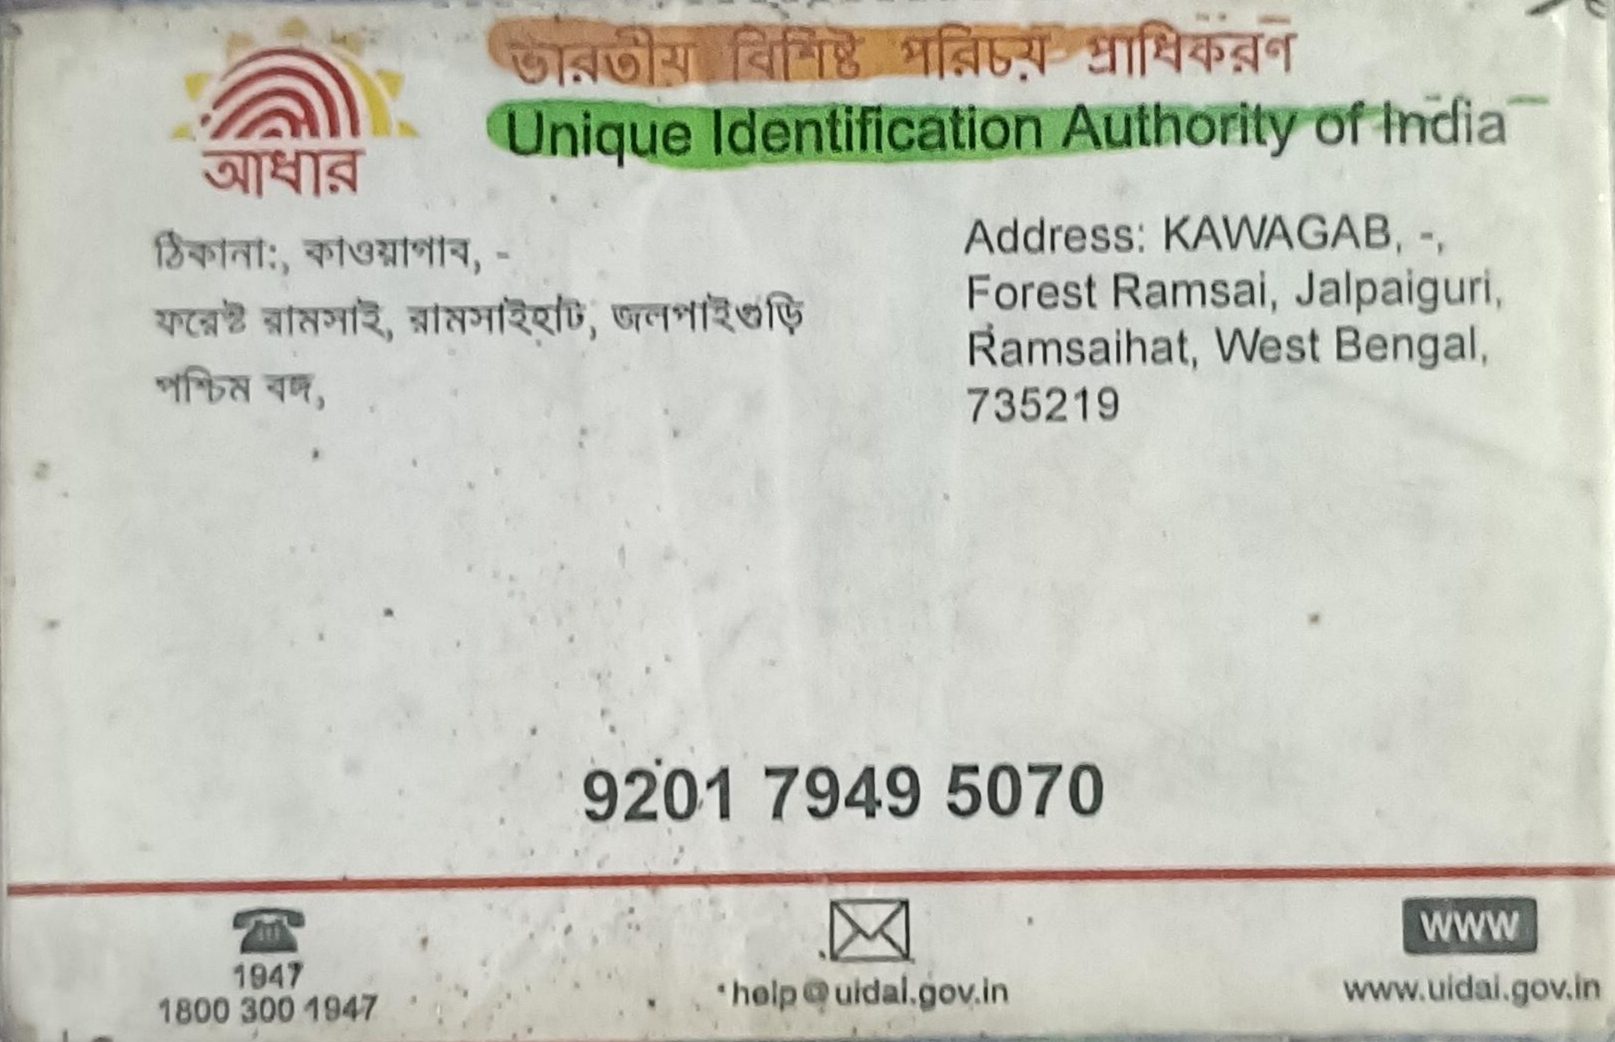 ভারতীয় বিশিষ্ট পরিচয় প্রাধিকরণ
Unique Identification Authority of India
আধার
ঠিকানা:, কাওয়াগাব, -
ফরেষ্ট রামসাই, রামসাইহাট, জলপাইগুড়ি
পশ্চিম বঙ্গ,
Address: KAWAGAB, -,
Forest Ramsai, Jalpaiguri,
Ramsaihat, West Bengal,
735219
9201 7949 5070
1947
1800 300 1947
help@uidai.gov.in
WWW
www.uidai.gov.in